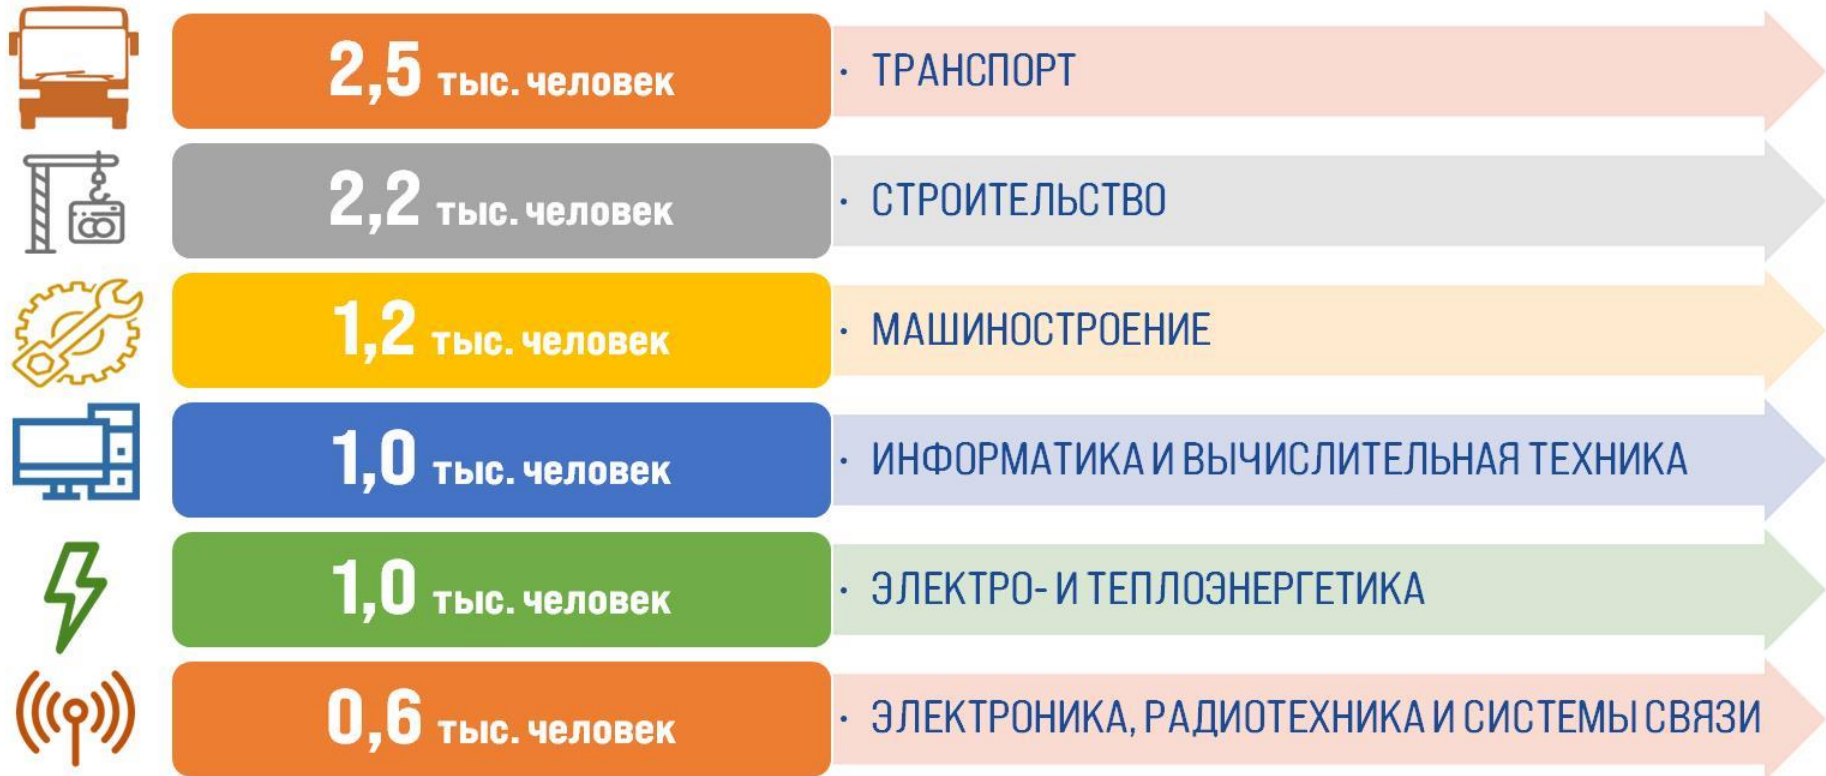 2,5 тыс. человек
· ТРАНСПОРТ
2,2 тыс. человек
· СТРОИТЕЛЬСТВО
1,2 тыс. человек
· МАШИНОСТРОЕНИЕ
1,0 тыс. человек
· ИНФОРМАТИКА И ВЫЧИСЛИТЕЛЬНАЯ ТЕХНИКА
1,0 тыс. человек
· ЭЛЕКТРО- И ТЕПЛОЭНЕРГЕТИКА
0,6 тыс. человек
· ЭЛЕКТРОНИКА, РАДИОТЕХНИКА И СИСТЕМЫ СВЯЗИ